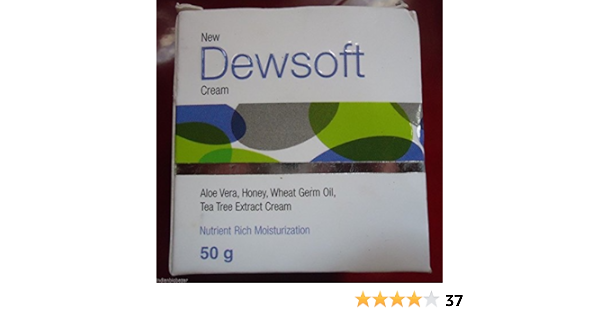 New
Dewsoft
Cream
Aloe Vera, Honey, Wheat Germ Oil,
Tea Tree Extract Cream
Nutrient Rich Moisturization
50 g
37